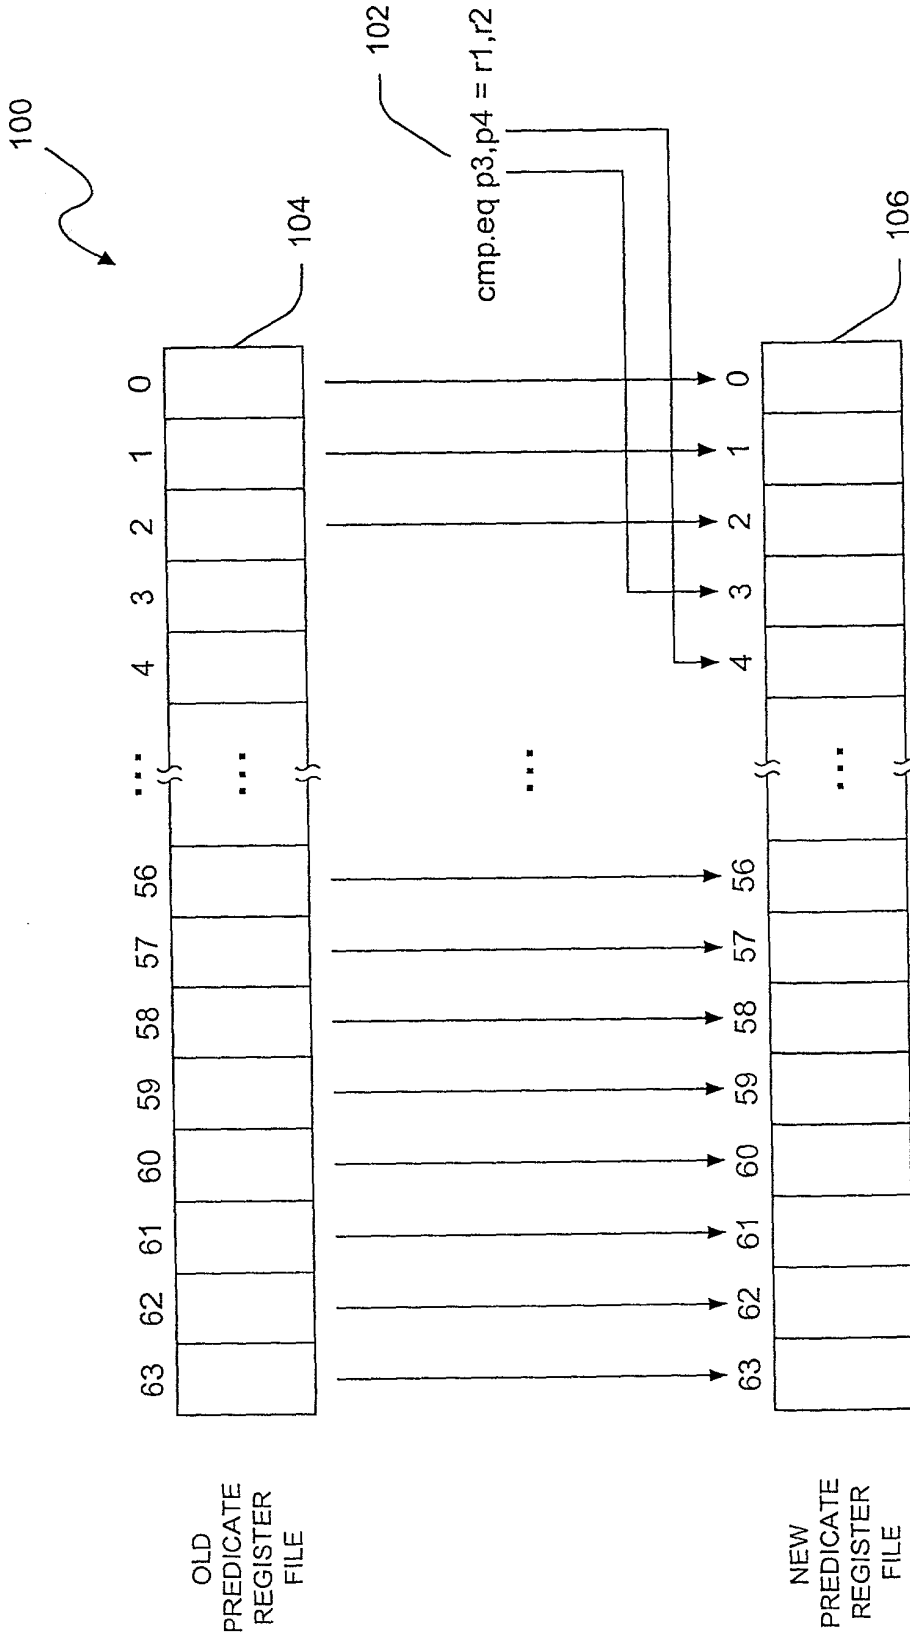 100
63 62 61 60 59 58 57 56 ... 4 3 2 1 0
OLD
PREDICATE
REGISTER
FILE
...
104
102
cmp.eq p3,p4 = r1,r2
...
63 62 61 60 59 58 57 56 4 3 2 1 0
NEW
PREDICATE
REGISTER
FILE
...
106